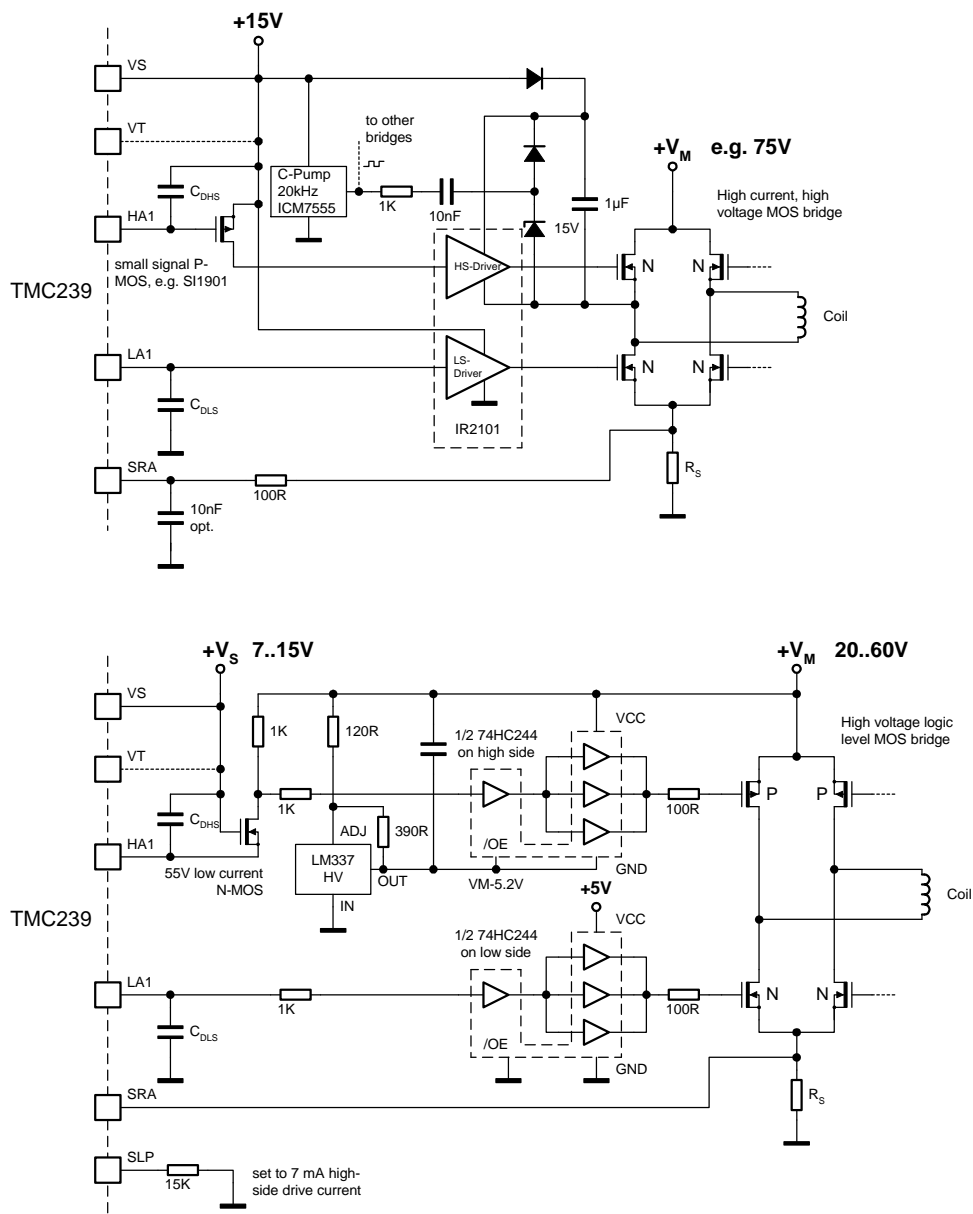 +15V
VS
VT
to other
bridges
+VM e.g. 75V
CDHS
C-Pump
20kHz
ICM7555
1K
10nF
15V
1µF
High current, high
voltage MOS bridge
HA1
small signal P-
MOS, e.g. SI1901
HS-Driver
N
N
TMC239
Coil
LA1
LS-
Driver
N
N
CDLS
IR2101
SRA
100R
RS
10nF
opt.
+VS 7..15V
+VM 20..60V
VS
1K
120R
1/2 74HC244
on high side
VCC
High voltage logic
level MOS bridge
VT
CDHS
1K
100R
P
P
ADJ
390R
/OE
HA1
55V low current
N-MOS
LM337
HV
OUT
VM-5.2V
GND
IN
+5V
Coil
TMC239
1/2 74HC244
on low side
VCC
LA1
1K
100R
N
N
CDLS
/OE
GND
SRA
RS
SLP
15K
set to 7 mA high-
side drive current